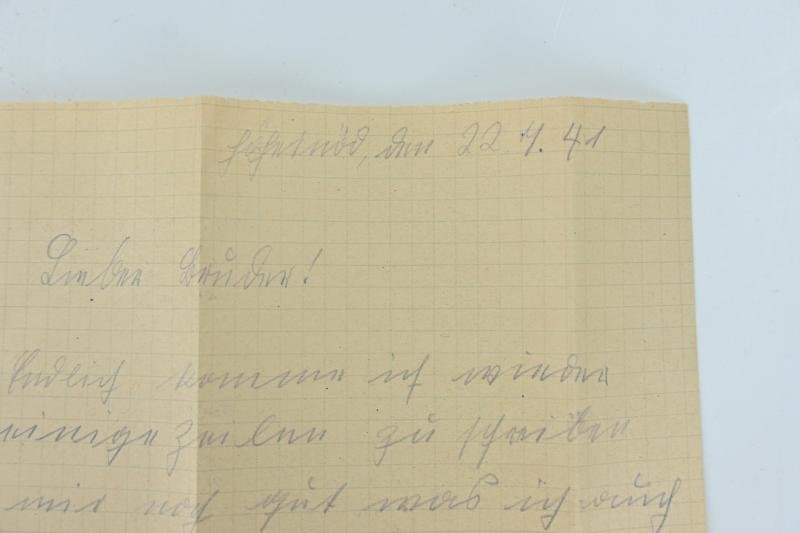 den 22. 4. 41
Lieber Bruder!
Endlich komme ich wieder
einige Zeilen zu schreiben
mir noch gut was ich auch